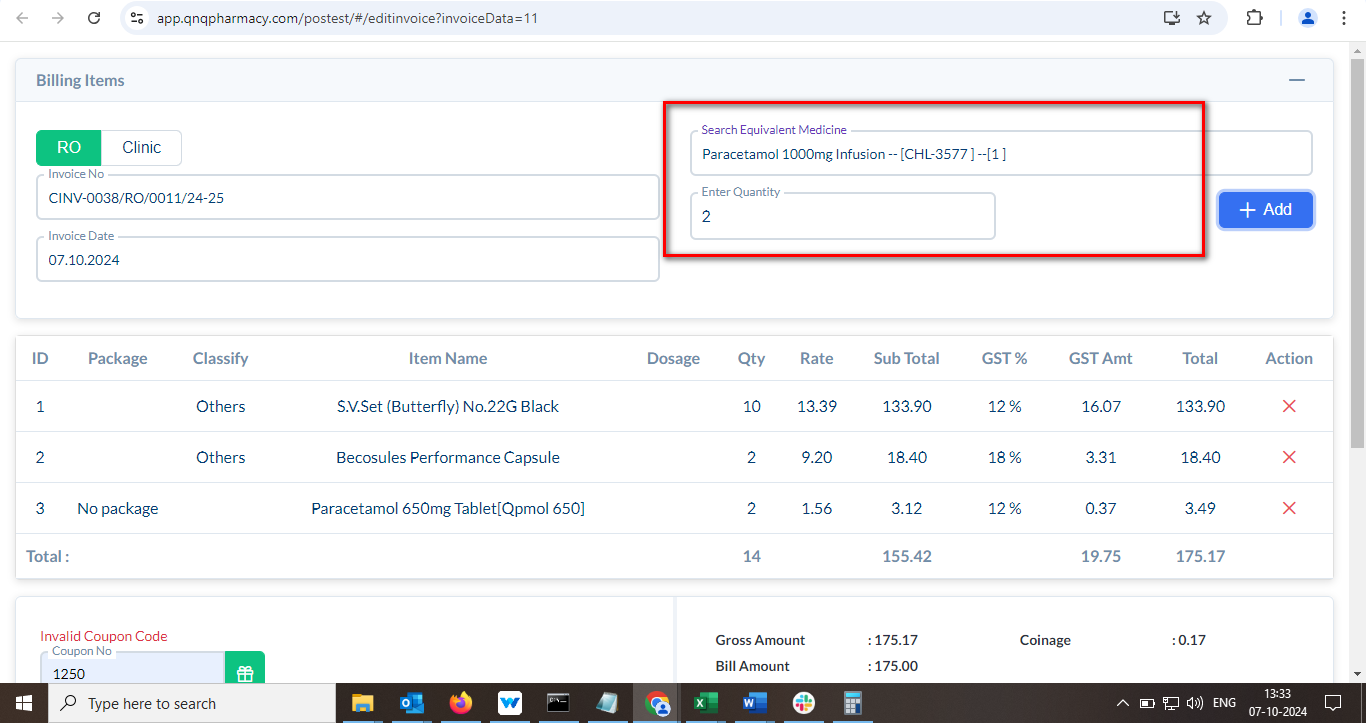 app.qnqpharmacy.com/postest/#/editinvoice?invoiceData=11
Billing Items
RO Clinic
Invoice No
CINV-0038/RO/0011/24-25
Invoice Date
07.10.2024
Search Equivalent Medicine
Paracetamol 1000mg Infusion -- [CHL-3577 ] --[1 ]
Enter Quantity
2
+ Add
ID Package Classify Item Name Dosage Qty Rate Sub Total GST % GST Amt Total Action
1 Others S.V.Set (Butterfly) No.22G Black 10 13.39 133.90 12 % 16.07 133.90
2 Others Becosules Performance Capsule 2 9.20 18.40 18 % 3.31 18.40
3 No package Paracetamol 650mg Tablet[Qpmol 650] 2 1.56 3.12 12 % 0.37 3.49
Total : 14 155.42 19.75 175.17
Invalid Coupon Code
Coupon No
1250
Gross Amount : 175.17 Coinage : 0.17
Bill Amount : 175.00
Type here to search
ENG
13:33
07-10-2024